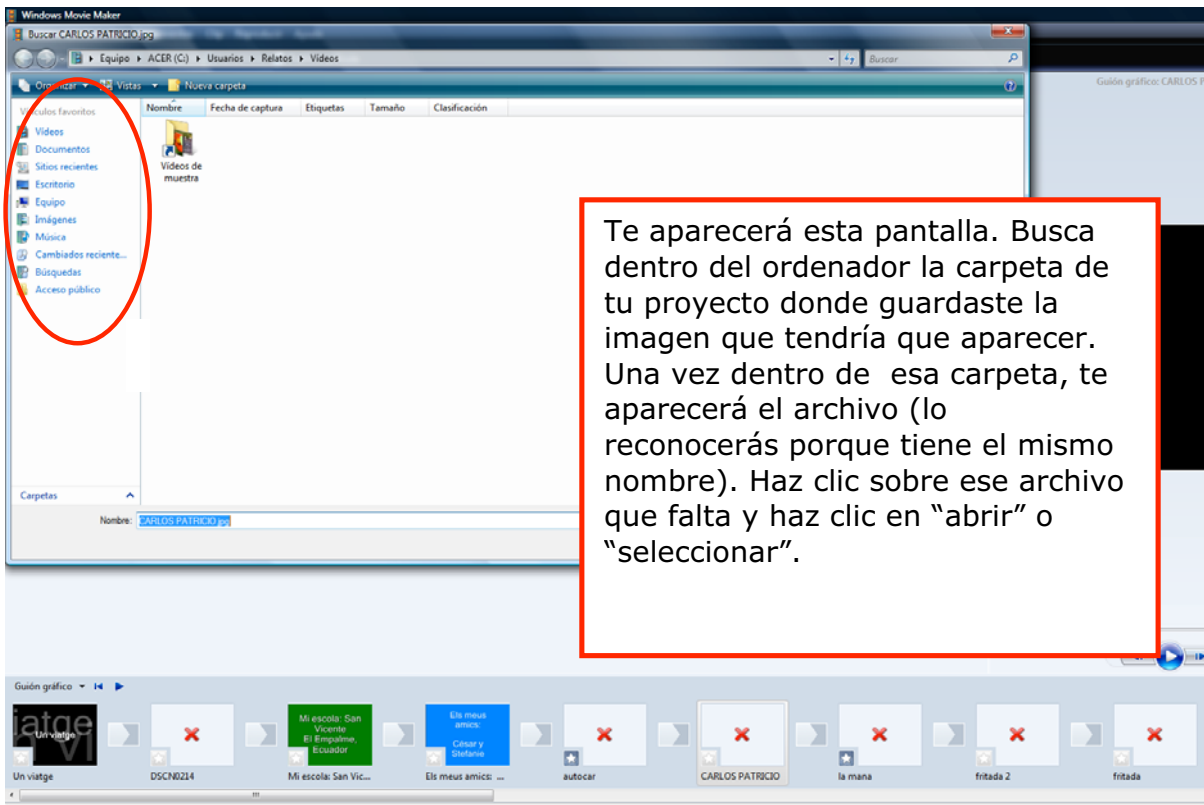 Windows Movie Maker
Buscar CARLOS PATRICIO.jpg
Equipo ▸ ACER (C:) ▸ Usuarios ▸ Relatos ▸ Vídeos
Buscar
Organizar Vistas Nueva carpeta
Guión gráfico: CARLOS P
Vínculos favoritos
Nombre Fecha de captura Etiquetas Tamaño Clasificación
Vídeos
Documentos
Sitios recientes
Escritorio
Equipo
Imágenes
Música
Cambiados reciente...
Búsquedas
Acceso público
Vídeos de
muestra
Te aparecerá esta pantalla. Busca
dentro del ordenador la carpeta de
tu proyecto donde guardaste la
imagen que tendría que aparecer.
Una vez dentro de esa carpeta, te
aparecerá el archivo (lo
reconocerás porque tiene el mismo
nombre). Haz clic sobre ese archivo
que falta y haz clic en “abrir” o
“seleccionar”.
Carpetas
Nombre: CARLOS PATRICIO.jpg
Guión gráfico
iatge
Un viatge
Vi
Mi escola: San
Vicente
El Empalme,
Ecuador
Els meus
amics:
César y
Stefanie
Un viatge
DSCN0214
Mi escola: San Vic...
Els meus amics: ...
autocar
CARLOS PATRICIO
la mana
fritada 2
fritada